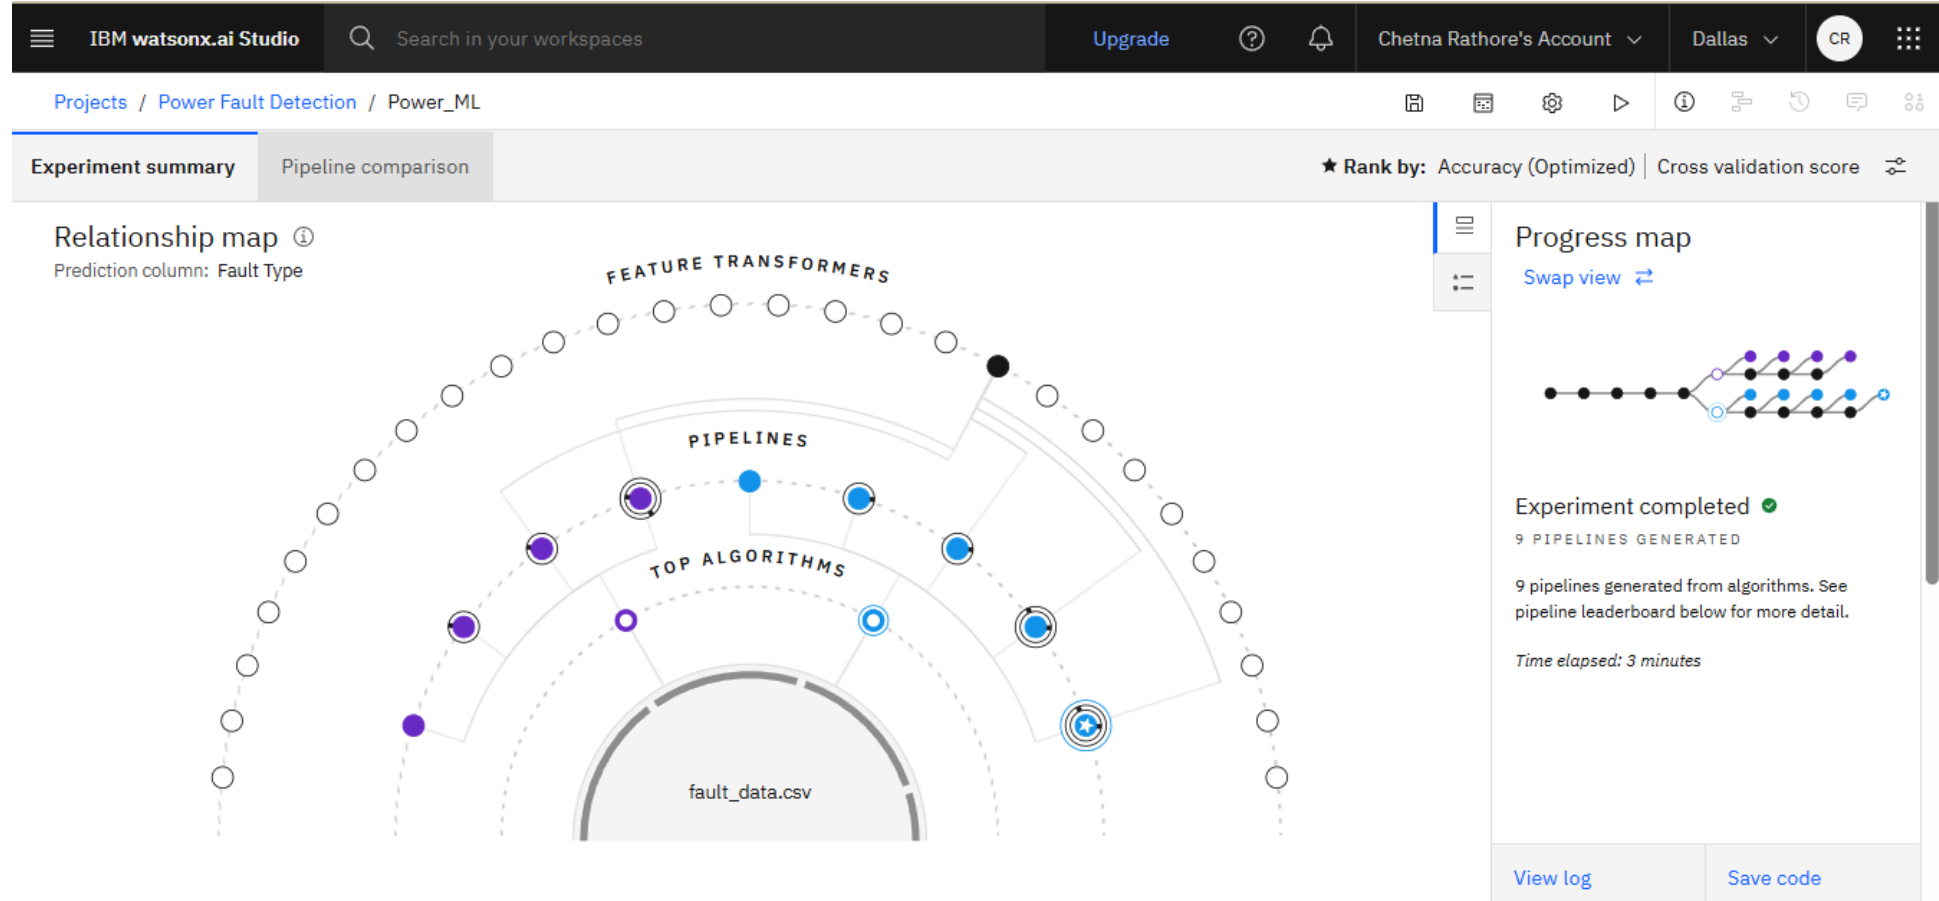 IBM watsonx.ai Studio
Search in your workspaces
Upgrade
Chetna Rathore's Account
Dallas
CR
Projects / Power Fault Detection / Power_ML
Experiment summary
Pipeline comparison
★ Rank by: Accuracy (Optimized) | Cross validation score
Relationship map
Prediction column: Fault Type
FEATURE TRANSFORMERS
PIPELINES
TOP ALGORITHMS
fault_data.csv
Progress map
Swap view
Experiment completed
9 PIPELINES GENERATED
9 pipelines generated from algorithms. See
pipeline leaderboard below for more detail.
Time elapsed: 3 minutes
View log
Save code